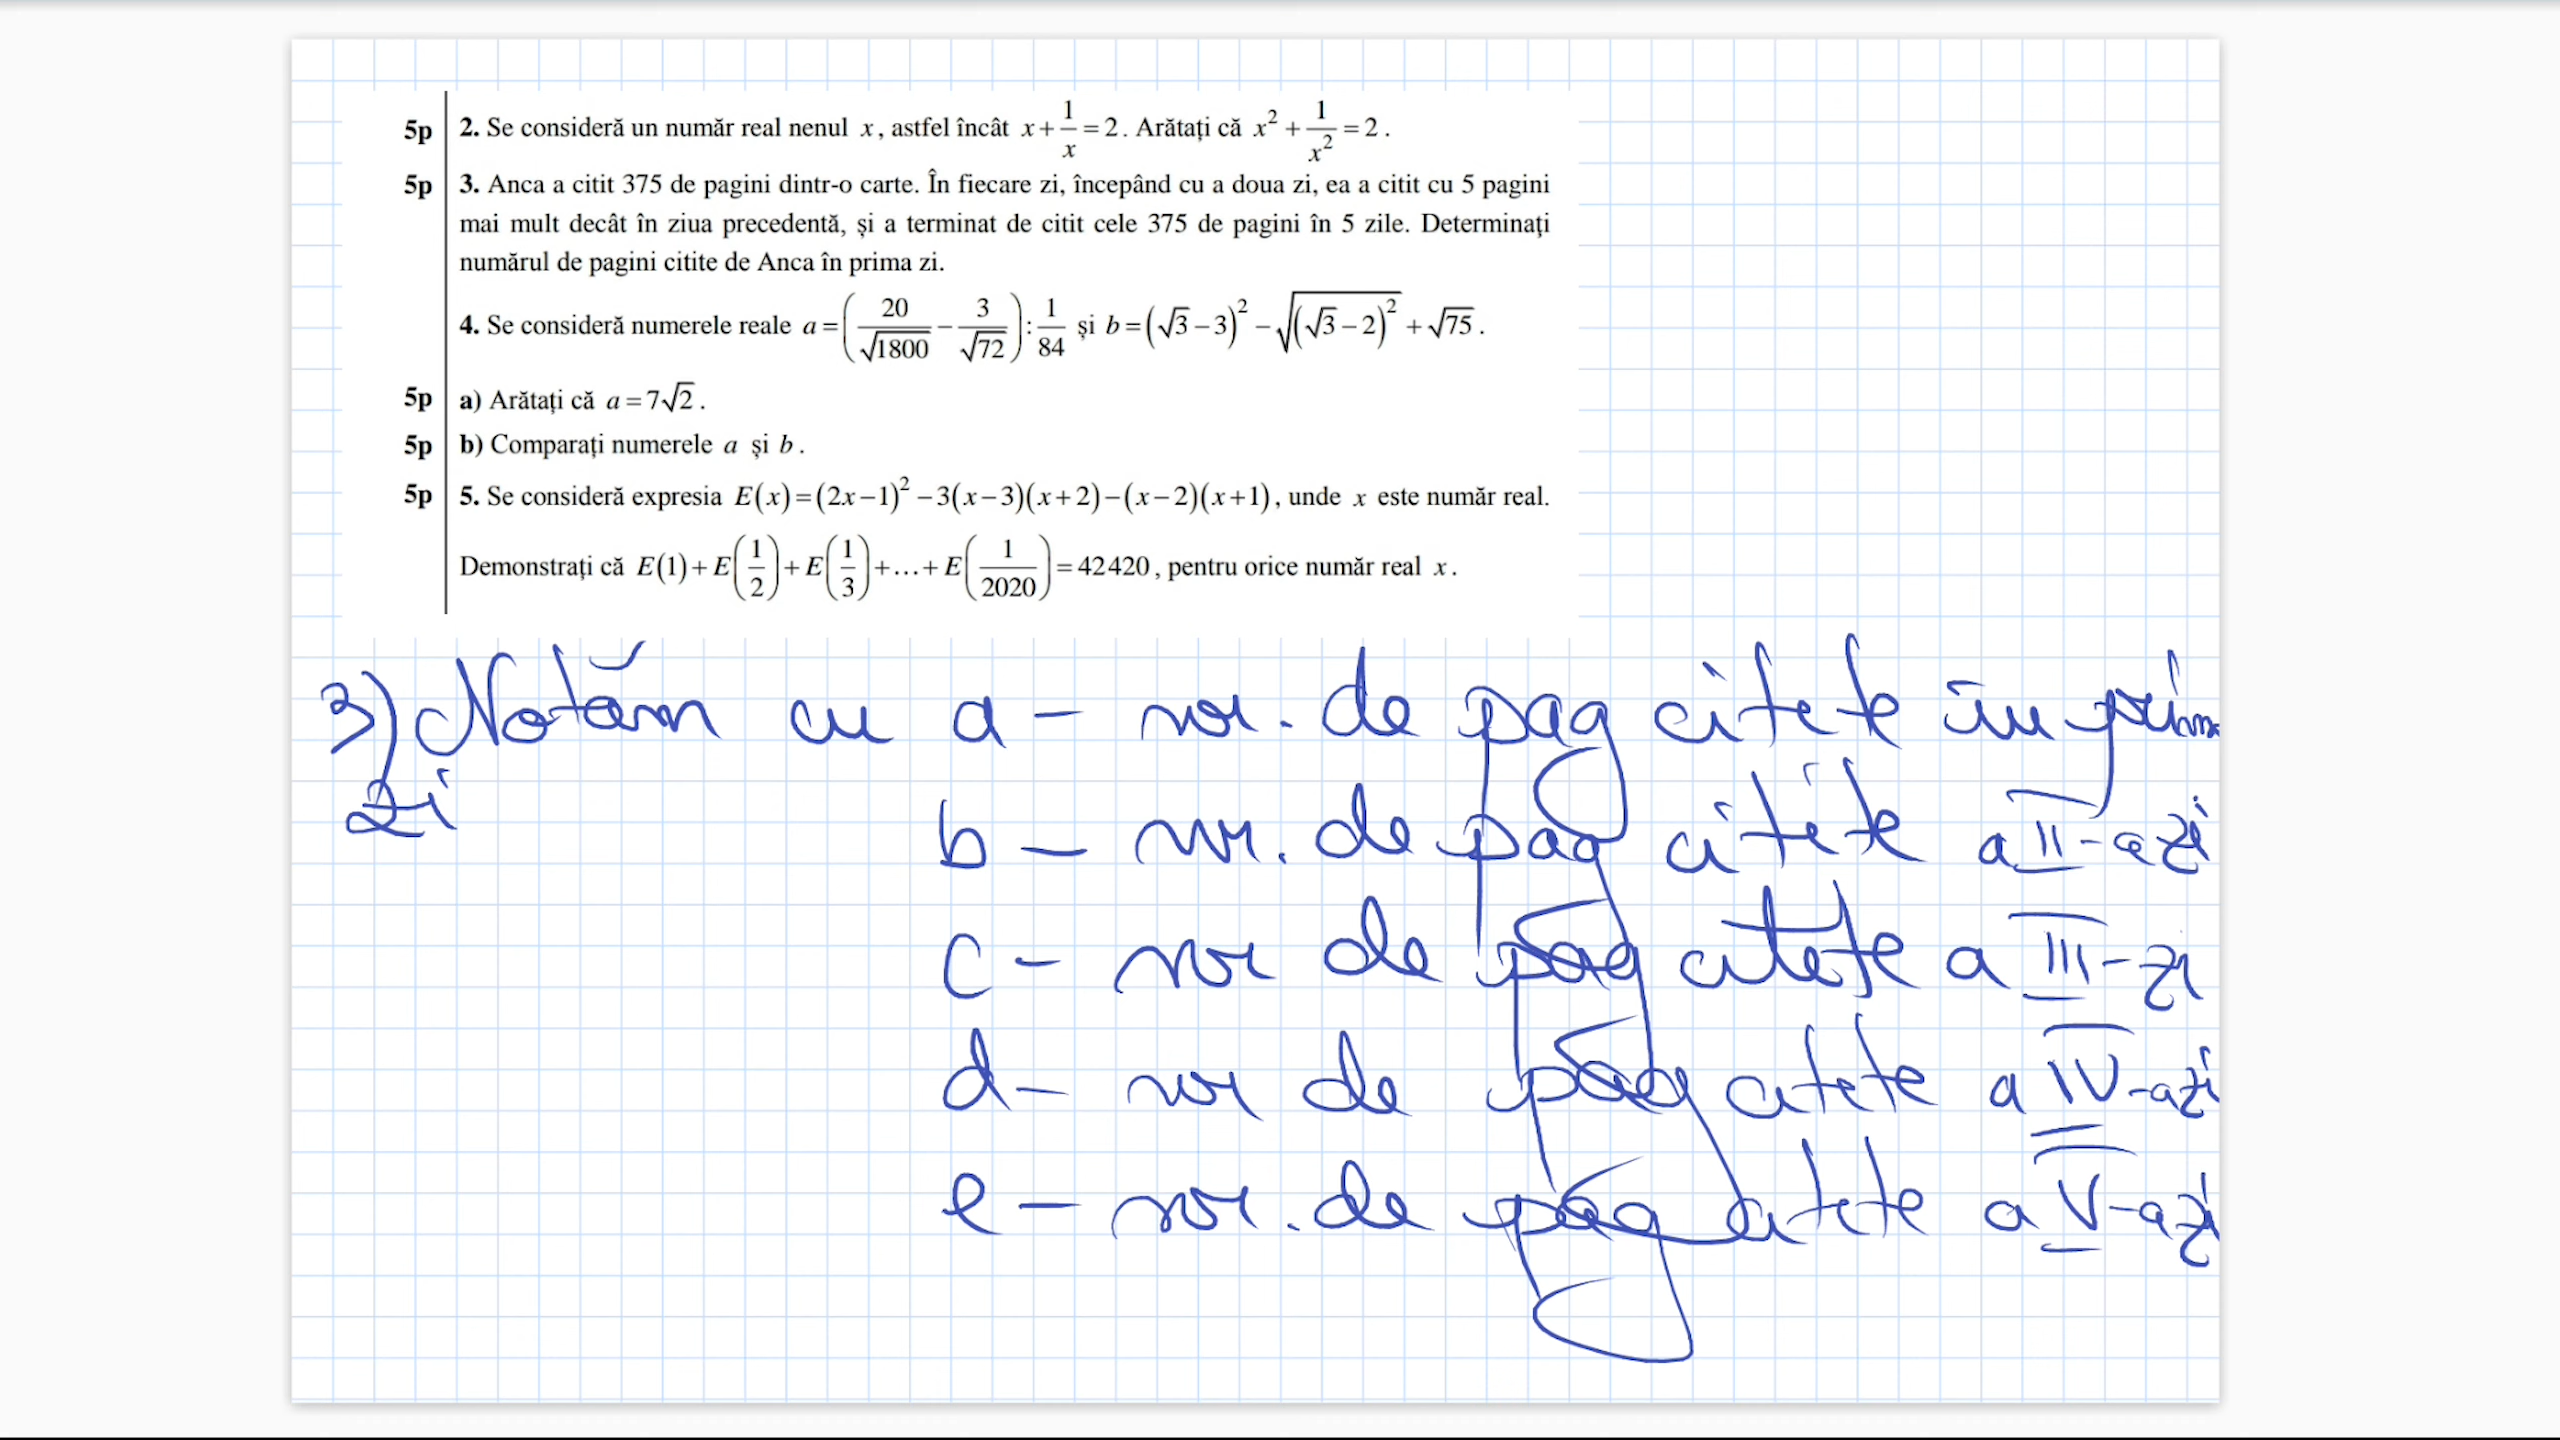 5p 2. Se consideră un număr real nenul x, astfel încât x + 1/x = 2. Arătați că x² + 1/x² = 2.
5p 3. Anca a citit 375 de pagini dintr-o carte. În fiecare zi, începând cu a doua zi, ea a citit cu 5 pagini
mai mult decât în ziua precedentă, și a terminat de citit cele 375 de pagini în 5 zile. Determinați
numărul de pagini citite de Anca în prima zi.
4. Se consideră numerele reale a = (20/√1800 − 3/√72) : 1/84 și b = (√3 − 3)² − √((√3 − 2)²) + √75.
5p a) Arătați că a = 7√2.
5p b) Comparați numerele a și b.
5p 5. Se consideră expresia E(x) = (2x − 1)² − 3(x − 3)(x + 2) − (x − 2)(x + 1), unde x este număr real.
Demonstrați că E(1) + E(1/2) + E(1/3) + ... + E(1/2020) = 42420, pentru orice număr real x.
3) Notăm cu a – nr. de pag citite în prima
zi
b – nr. de pag citite a II-a zi
c – nr de pag citite a III-zi
d – nr de pag citite a IV-a zi
e – nr. de pag citite a V-a zi